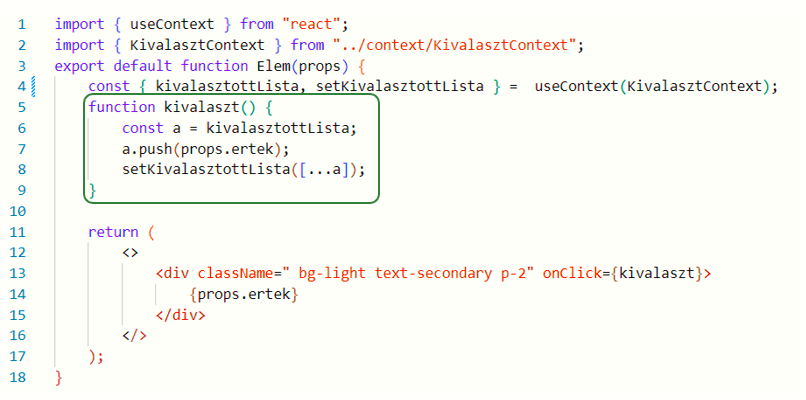 1 import { useContext } from "react";
2 import { KivalasztContext } from "../context/KivalasztContext";
3 export default function Elem(props) {
4 const { kivalasztottLista, setKivalasztottLista } =  useContext(KivalasztContext);
5 function kivalaszt() {
6 const a = kivalasztottLista;
7 a.push(props.ertek);
8 setKivalasztottLista([...a]);
9 }
10
11 return (
12 <>
13 <div className=" bg-light text-secondary p-2" onClick={kivalaszt}>
14 {props.ertek}
15 </div>
16 </>
17 );
18 }